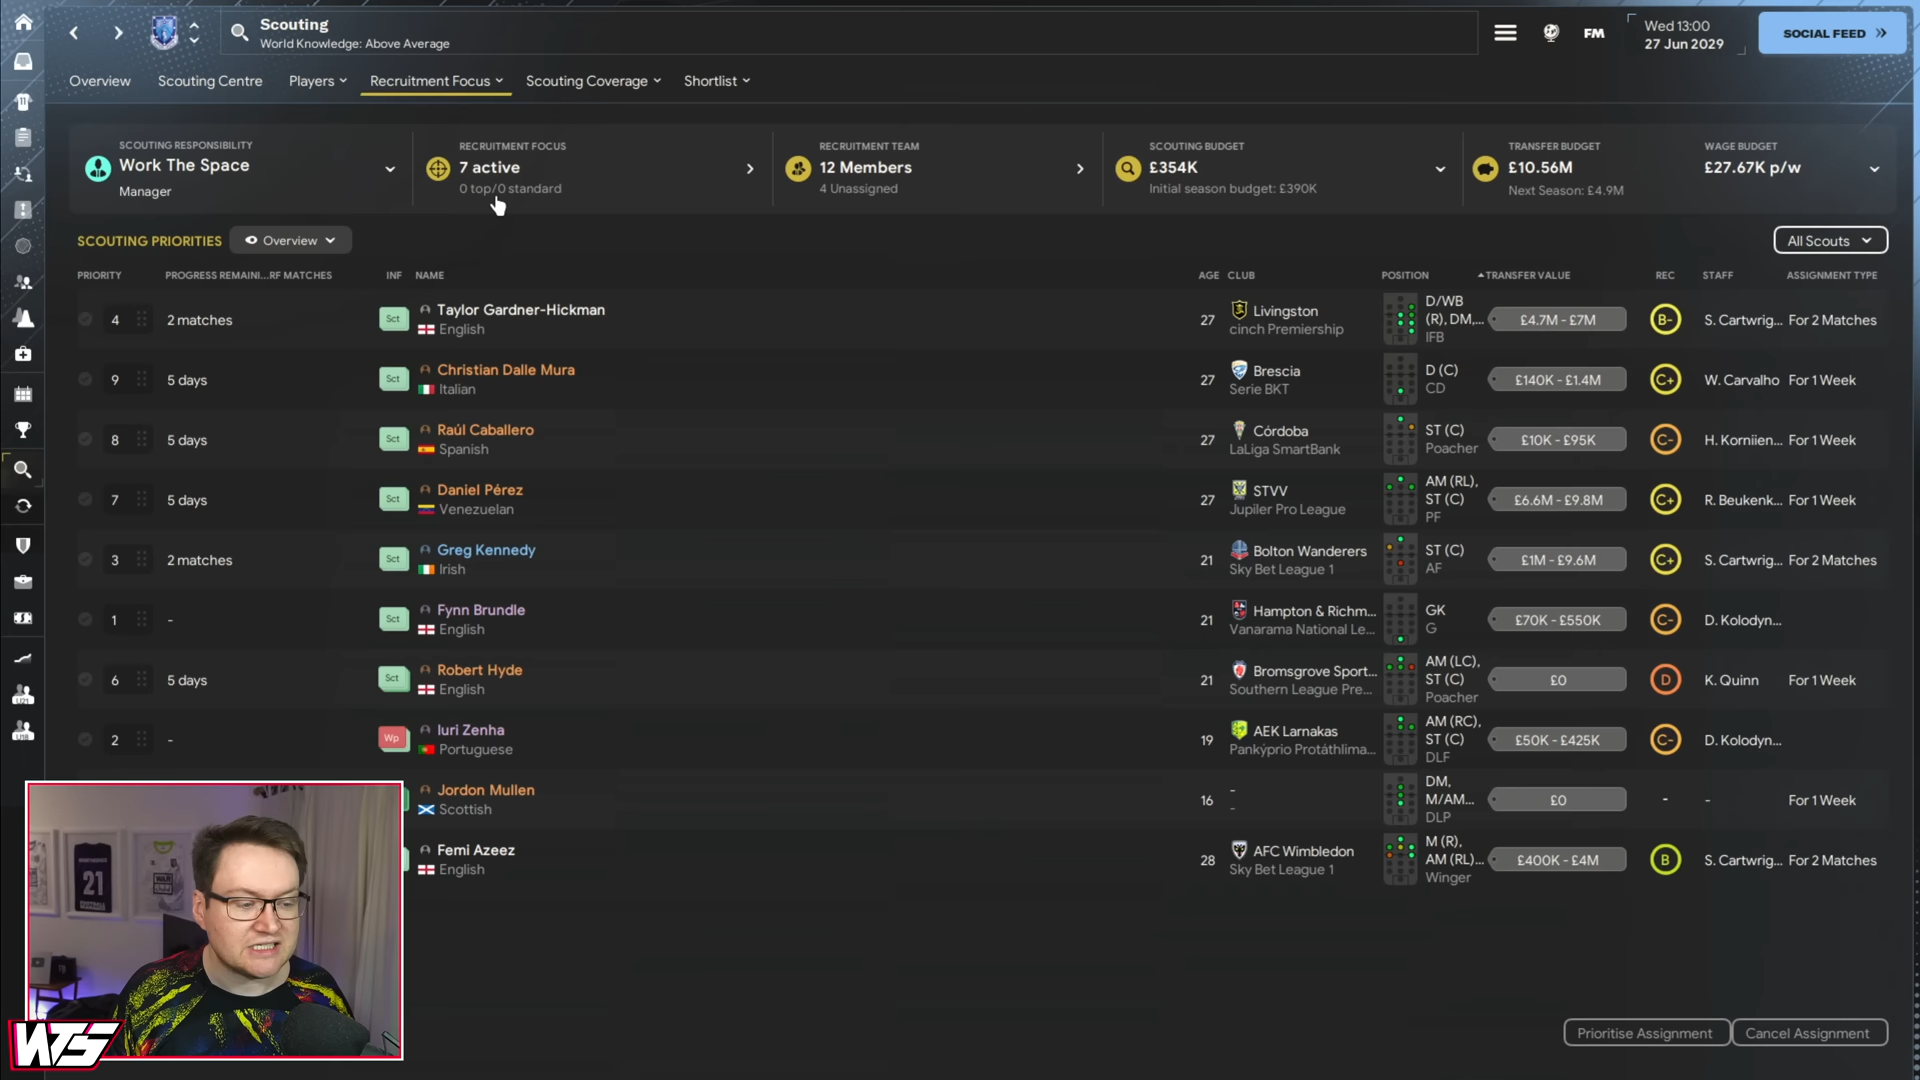 Scouting
World Knowledge: Above Average
FM
Wed 13:00
27 Jun 2029
SOCIAL FEED
Overview
Scouting Centre
Players
Recruitment Focus
Scouting Coverage
Shortlist
SCOUTING RESPONSIBILITY
Work The Space
Manager
RECRUITMENT FOCUS
7 active
0 top/0 standard
RECRUITMENT TEAM
12 Members
4 Unassigned
SCOUTING BUDGET
£354K
Initial season budget: £390K
TRANSFER BUDGET
£10.56M
Next Season: £4.9M
WAGE BUDGET
£27.67K p/w
SCOUTING PRIORITIES
Overview
All Scouts
PRIORITY
PROGRESS REMAINI...RF MATCHES
INF
NAME
AGE
CLUB
POSITION
TRANSFER VALUE
REC
STAFF
ASSIGNMENT TYPE
4
2 matches
Sct
Taylor Gardner-Hickman
English
27
Livingston
cinch Premiership
D/WB
(R), DM,...
IFB
£4.7M - £7M
B-
S. Cartwrig...
For 2 Matches
9
5 days
Sct
Christian Dalle Mura
Italian
27
Brescia
Serie BKT
D (C)
CD
£140K - £1.4M
C+
W. Carvalho
For 1 Week
8
5 days
Sct
Raúl Caballero
Spanish
27
Córdoba
LaLiga SmartBank
ST (C)
Poacher
£10K - £95K
C-
H. Korniien...
For 1 Week
7
5 days
Sct
Daniel Pérez
Venezuelan
27
STVV
Jupiler Pro League
AM (RL),
ST (C)
PF
£6.6M - £9.8M
C+
R. Beukenk...
For 1 Week
3
2 matches
Sct
Greg Kennedy
Irish
21
Bolton Wanderers
Sky Bet League 1
ST (C)
AF
£1M - £9.6M
C+
S. Cartwrig...
For 2 Matches
1
-
Sct
Fynn Brundle
English
21
Hampton & Richm...
Vanarama National Le...
GK
G
£70K - £550K
C-
D. Kolodyn...
6
5 days
Sct
Robert Hyde
English
21
Bromsgrove Sport...
Southern League Pre...
AM (LC),
ST (C)
Poacher
£0
D
K. Quinn
For 1 Week
2
-
Wp
Iuri Zenha
Portuguese
19
AEK Larnakas
Pankýprio Protáthlima...
AM (RC),
ST (C)
DLF
£50K - £425K
C-
D. Kolodyn...
Jordon Mullen
Scottish
16
-
-
DM,
M/AM...
DLP
£0
-
-
For 1 Week
Femi Azeez
English
28
AFC Wimbledon
Sky Bet League 1
M (R),
AM (RL)...
Winger
£400K - £4M
B
S. Cartwrig...
For 2 Matches
21
WTS
Prioritise Assignment
Cancel Assignment